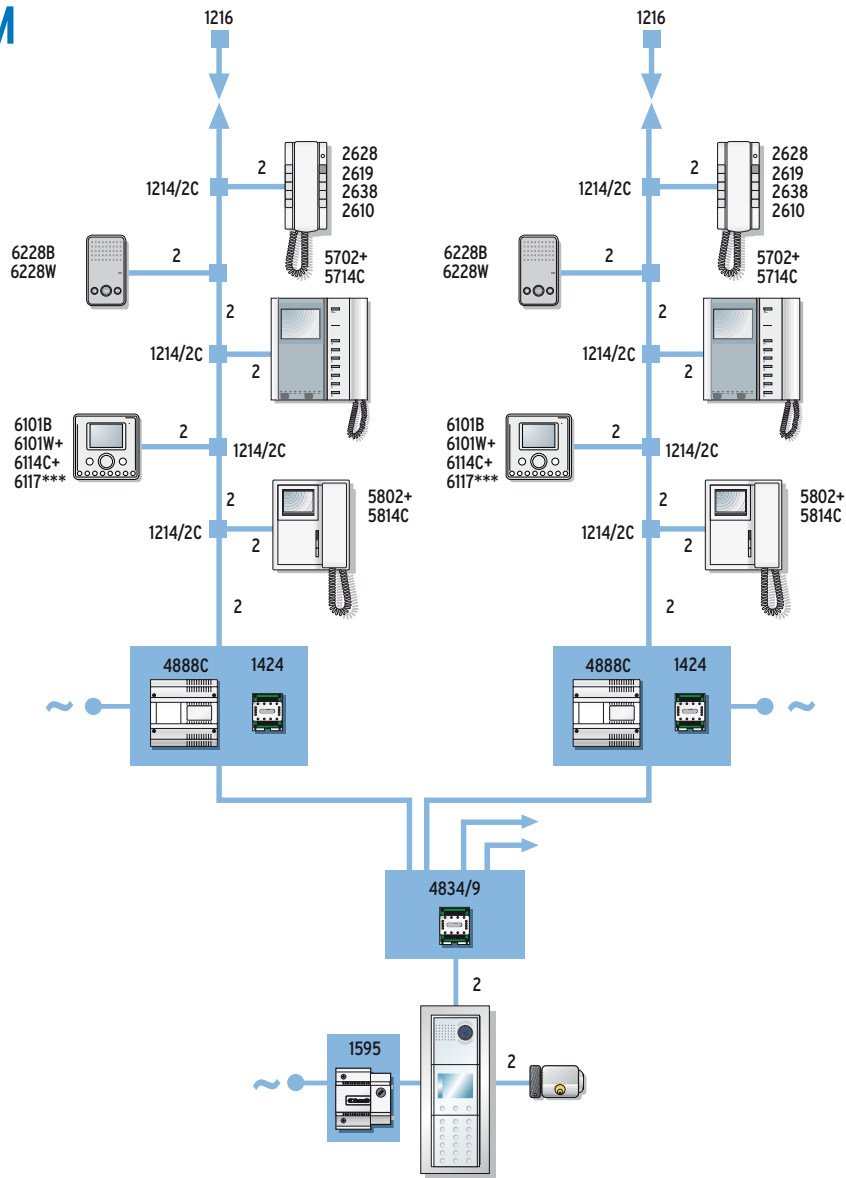 M
1216
1216
2
2628
2619
2638
2610
1214/2C
2
2628
2619
2638
2610
1214/2C
6228B
6228W
2
5702+
5714C
6228B
6228W
2
5702+
5714C
2
1214/2C
2
2
1214/2C
2
6101B
6101W+
6114C+
6117***
2
1214/2C
6101B
6101W+
6114C+
6117***
2
1214/2C
2
5802+
5814C
1214/2C
2
2
5802+
5814C
1214/2C
2
2
2
4888C
1424
4888C
1424
~
~
4834/9
2
1595
2
~